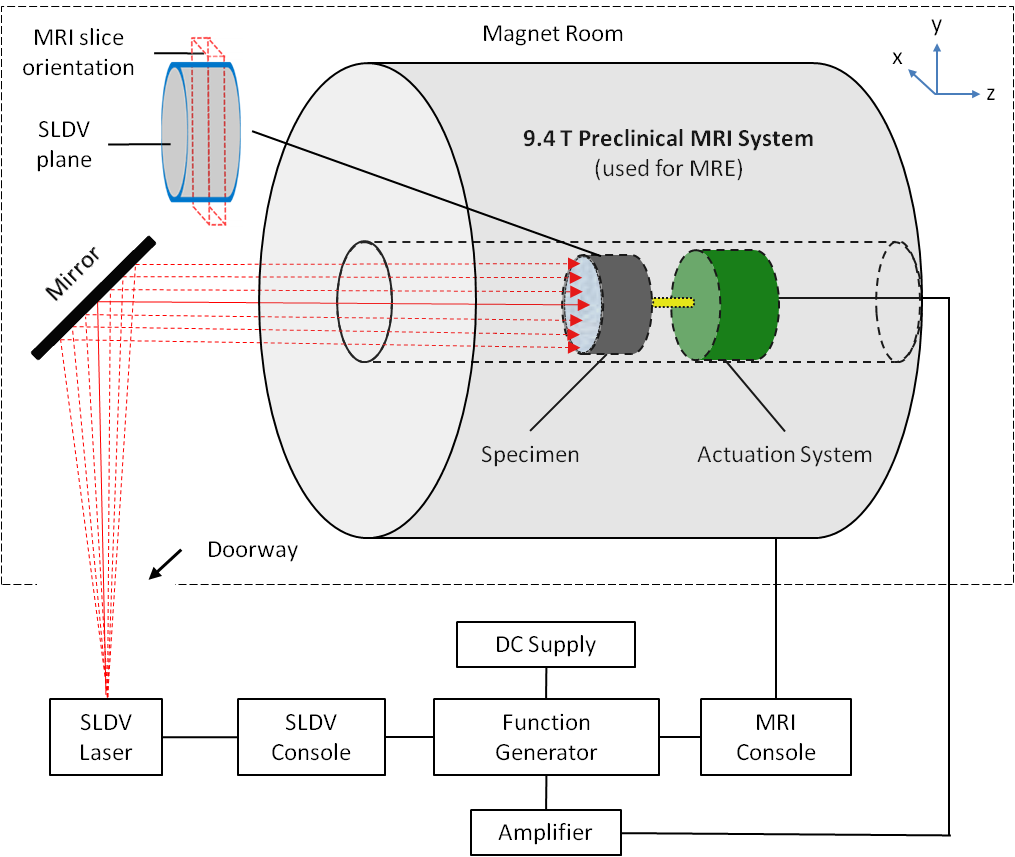 Magnet Room
MRI slice
orientation
SLDV
plane
y
x
z
9.4 T Preclinical MRI System
(used for MRE)
Mirror
Specimen
Actuation System
Doorway
DC Supply
SLDV
Laser
SLDV
Console
Function
Generator
MRI
Console
Amplifier